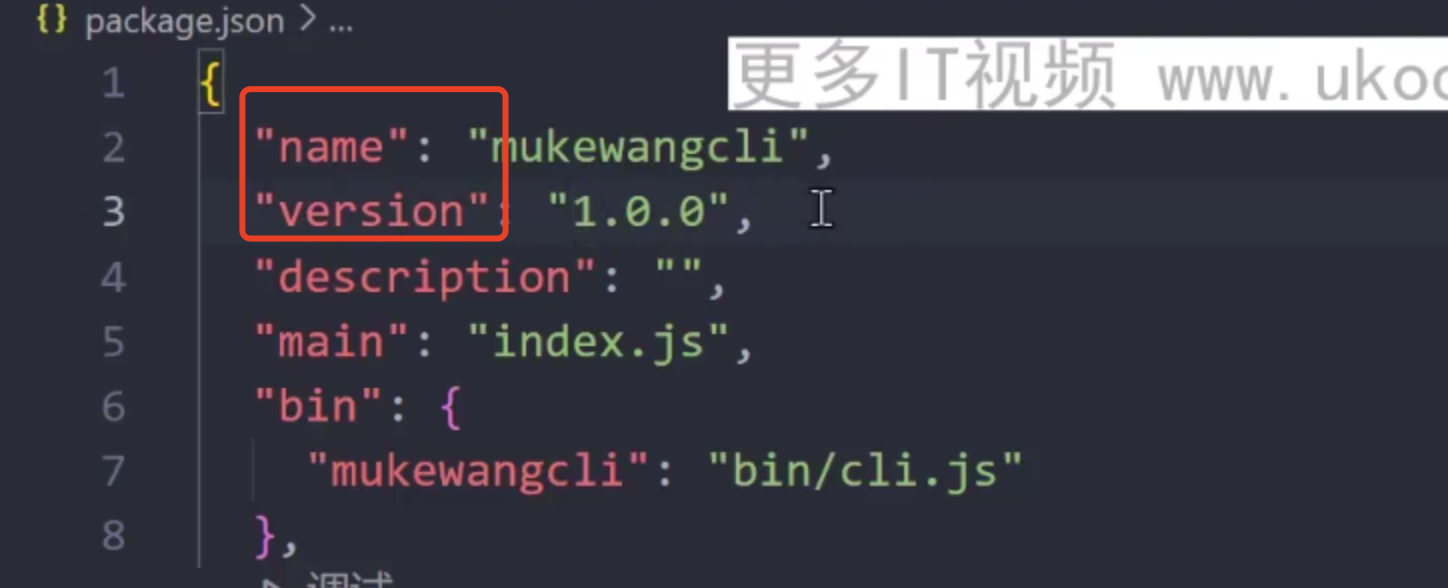 {} package.json > ...
更多IT视频 www.uko
1 {
2 "name": "mukewangcli",
3 "version": "1.0.0",
4 "description": "",
5 "main": "index.js",
6 "bin": {
7 "mukewangcli": "bin/cli.js"
8 },
调试